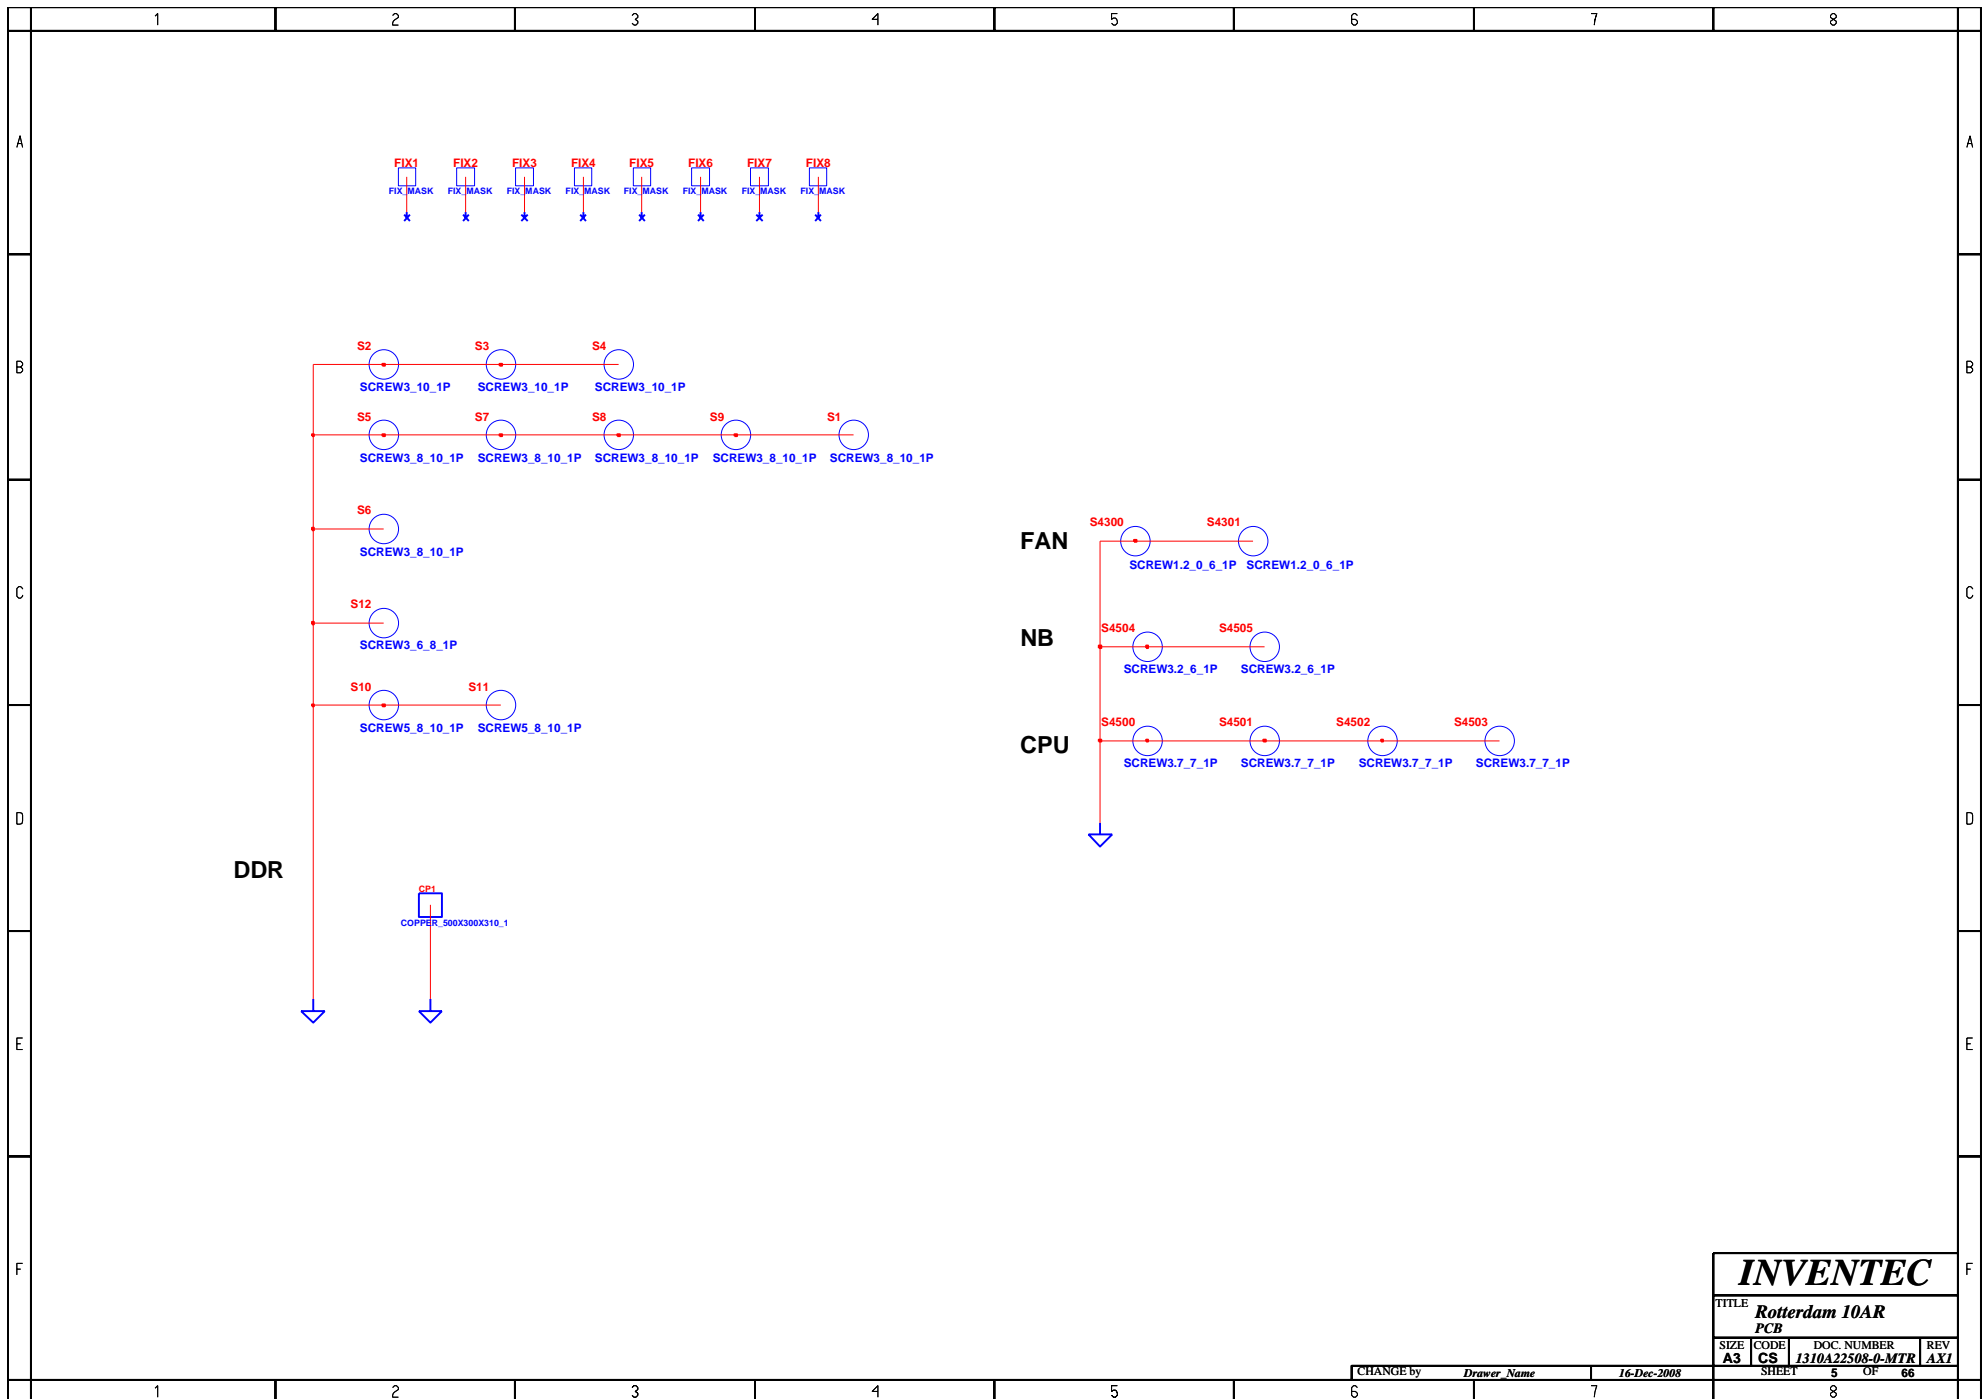 1 2 3 4 5 6 7 8
A A
FIX1 FIX2 FIX3 FIX4 FIX5 FIX6 FIX7 FIX8
FIX_MASK FIX_MASK FIX_MASK FIX_MASK FIX_MASK FIX_MASK FIX_MASK FIX_MASK
S2 S3 S4
B B
SCREW3_10_1P SCREW3_10_1P SCREW3_10_1P
S5 S7 S8 S9 S1
SCREW3_8_10_1P SCREW3_8_10_1P SCREW3_8_10_1P SCREW3_8_10_1P SCREW3_8_10_1P
S6
SCREW3_8_10_1P
S4300 S4301
FAN
SCREW1.2_0_6_1P SCREW1.2_0_6_1P
C C
S12
SCREW3_6_8_1P
S4504 S4505
NB
SCREW3.2_6_1P SCREW3.2_6_1P
S10 S11
SCREW5_8_10_1P SCREW5_8_10_1P
S4500 S4501 S4502 S4503
CPU
SCREW3.7_7_1P SCREW3.7_7_1P SCREW3.7_7_1P SCREW3.7_7_1P
D D
DDR
CP1
COPPER_500X300X310_1
E E
F F
INVENTEC
TITLE Rotterdam 10AR
PCB
SIZE CODE DOC. NUMBER REV
A3 CS 1310A22508-0-MTR AX1
CHANGE by Drawer_Name 16-Dec-2008 SHEET 5 OF 66
1 2 3 4 5 6 7 8